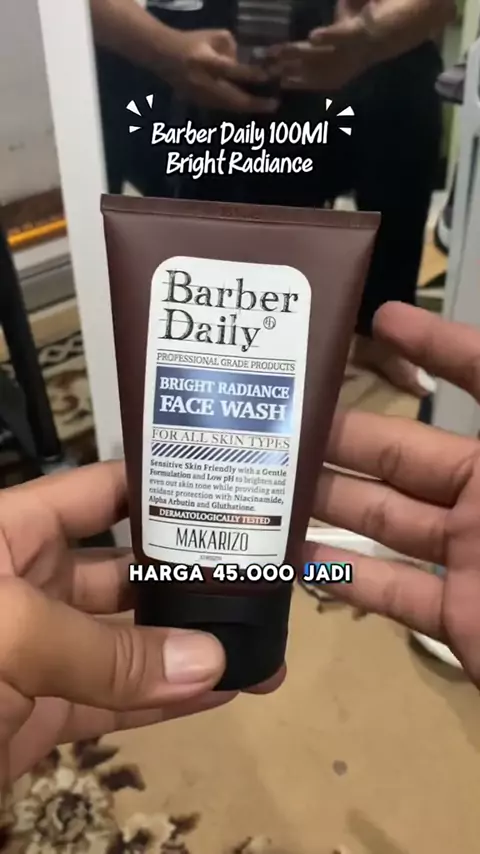 Barber Daily 100Ml
Bright Radiance
Barber
Daily
PROFESSIONAL GRADE PRODUCTS
BRIGHT RADIANCE
FACE WASH
FOR ALL SKIN TYPES
Sensitive Skin Friendly with a Gentle
Formulation and Low pH to brighten and
even out skin tone while providing anti
oxidant protection with Niacinamide,
Alpha Arbutin and Gluthatione.
DERMATOLOGICALLY TESTED
MAKARIZO
HARGA 45.000 JADI